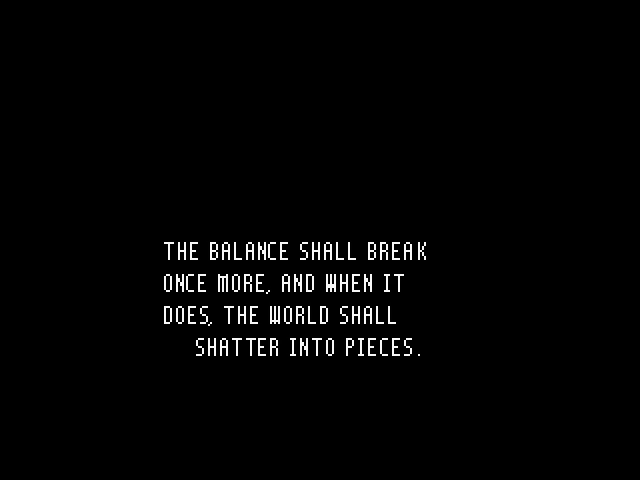 THE BALANCE SHALL BREAK
ONCE MORE, AND WHEN IT
DOES, THE WORLD SHALL
SHATTER INTO PIECES.